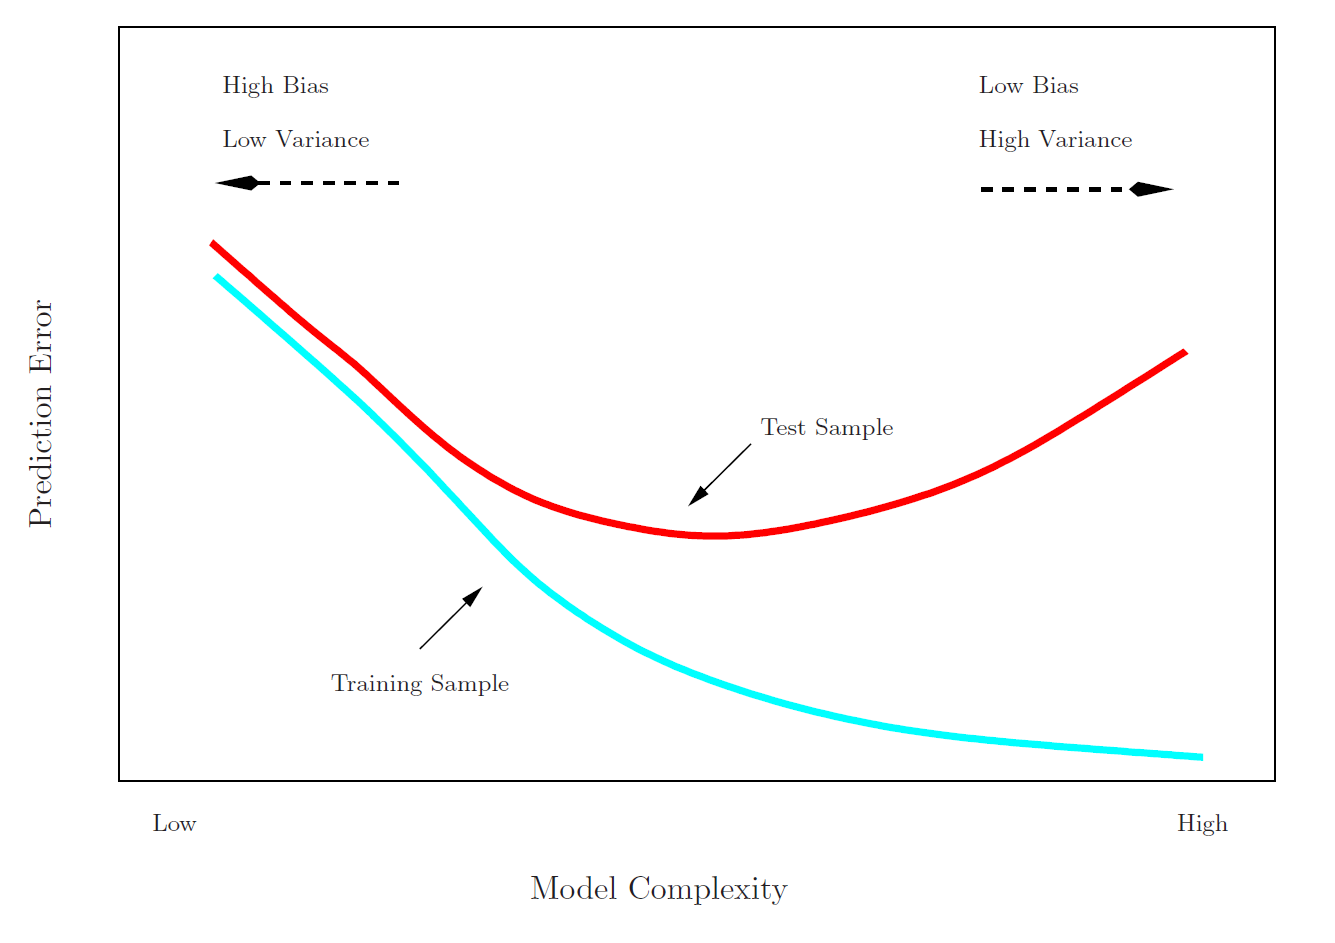 High Bias
Low Variance
Low Bias
High Variance
Prediction Error
Test Sample
Training Sample
Low
High
Model Complexity